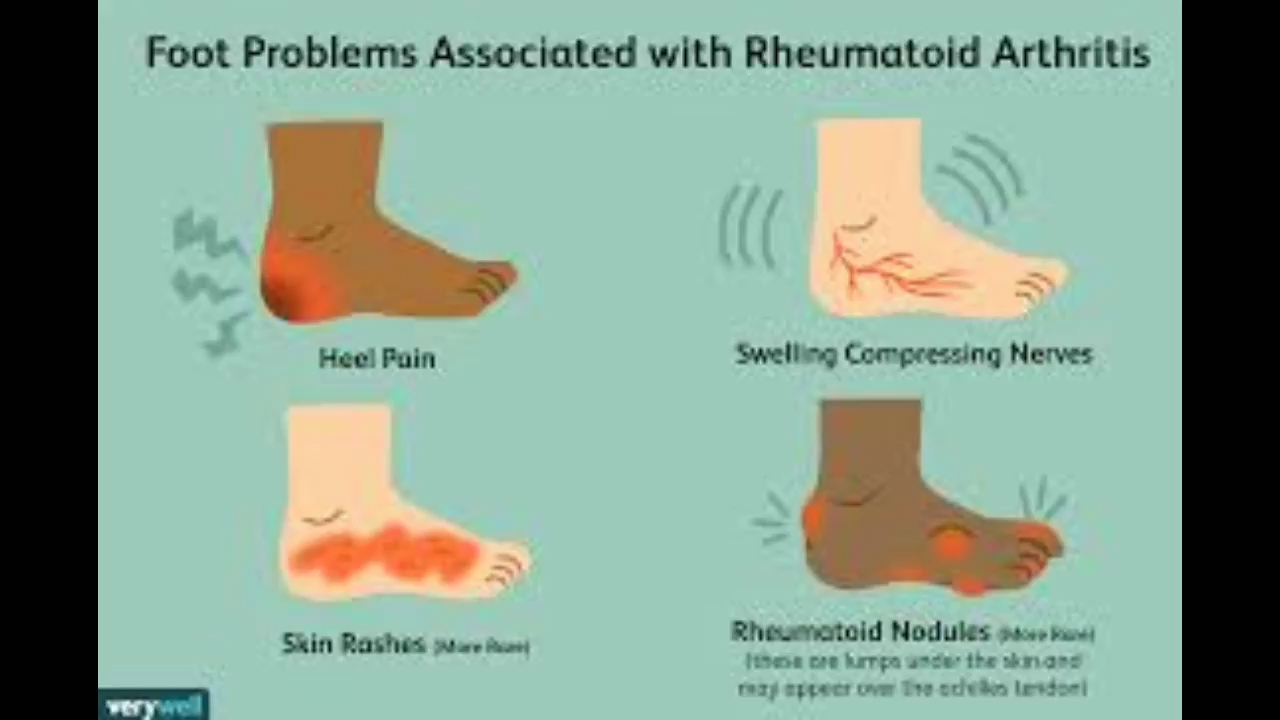 Foot Problems Associated with Rheumatoid Arthritis
Heel Pain
Swelling Compressing Nerves
Skin Rashes (More Rare)
Rheumatoid Nodules (More Rare)
(these are lumps under the skin and
may appear over the achilles tendon)
verywell